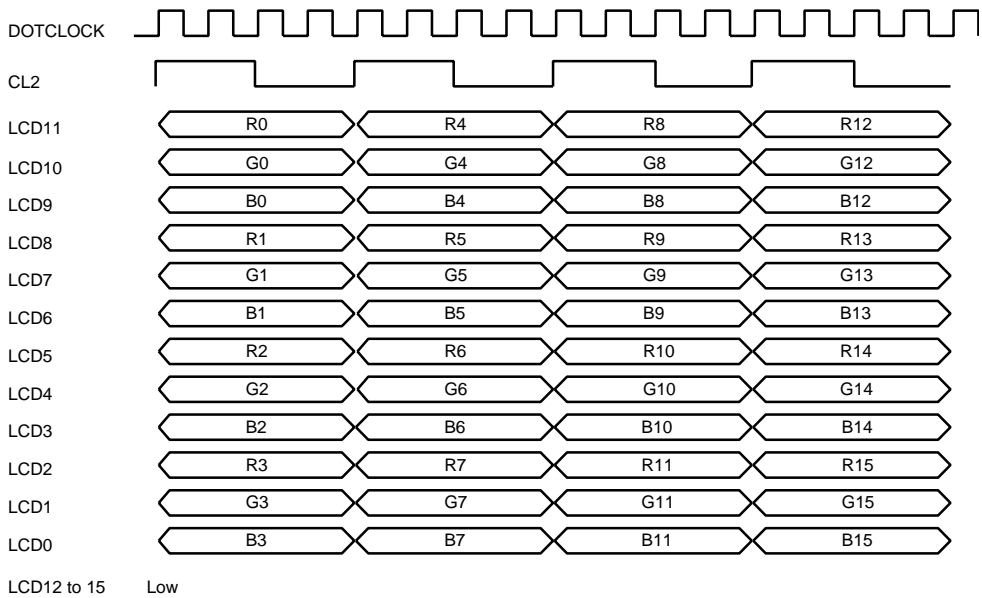 DOTCLOCK
CL2
LCD11 R0 R4 R8 R12
LCD10 G0 G4 G8 G12
LCD9 B0 B4 B8 B12
LCD8 R1 R5 R9 R13
LCD7 G1 G5 G9 G13
LCD6 B1 B5 B9 B13
LCD5 R2 R6 R10 R14
LCD4 G2 G6 G10 G14
LCD3 B2 B6 B10 B14
LCD2 R3 R7 R11 R15
LCD1 G3 G7 G11 G15
LCD0 B3 B7 B11 B15
LCD12 to 15 Low